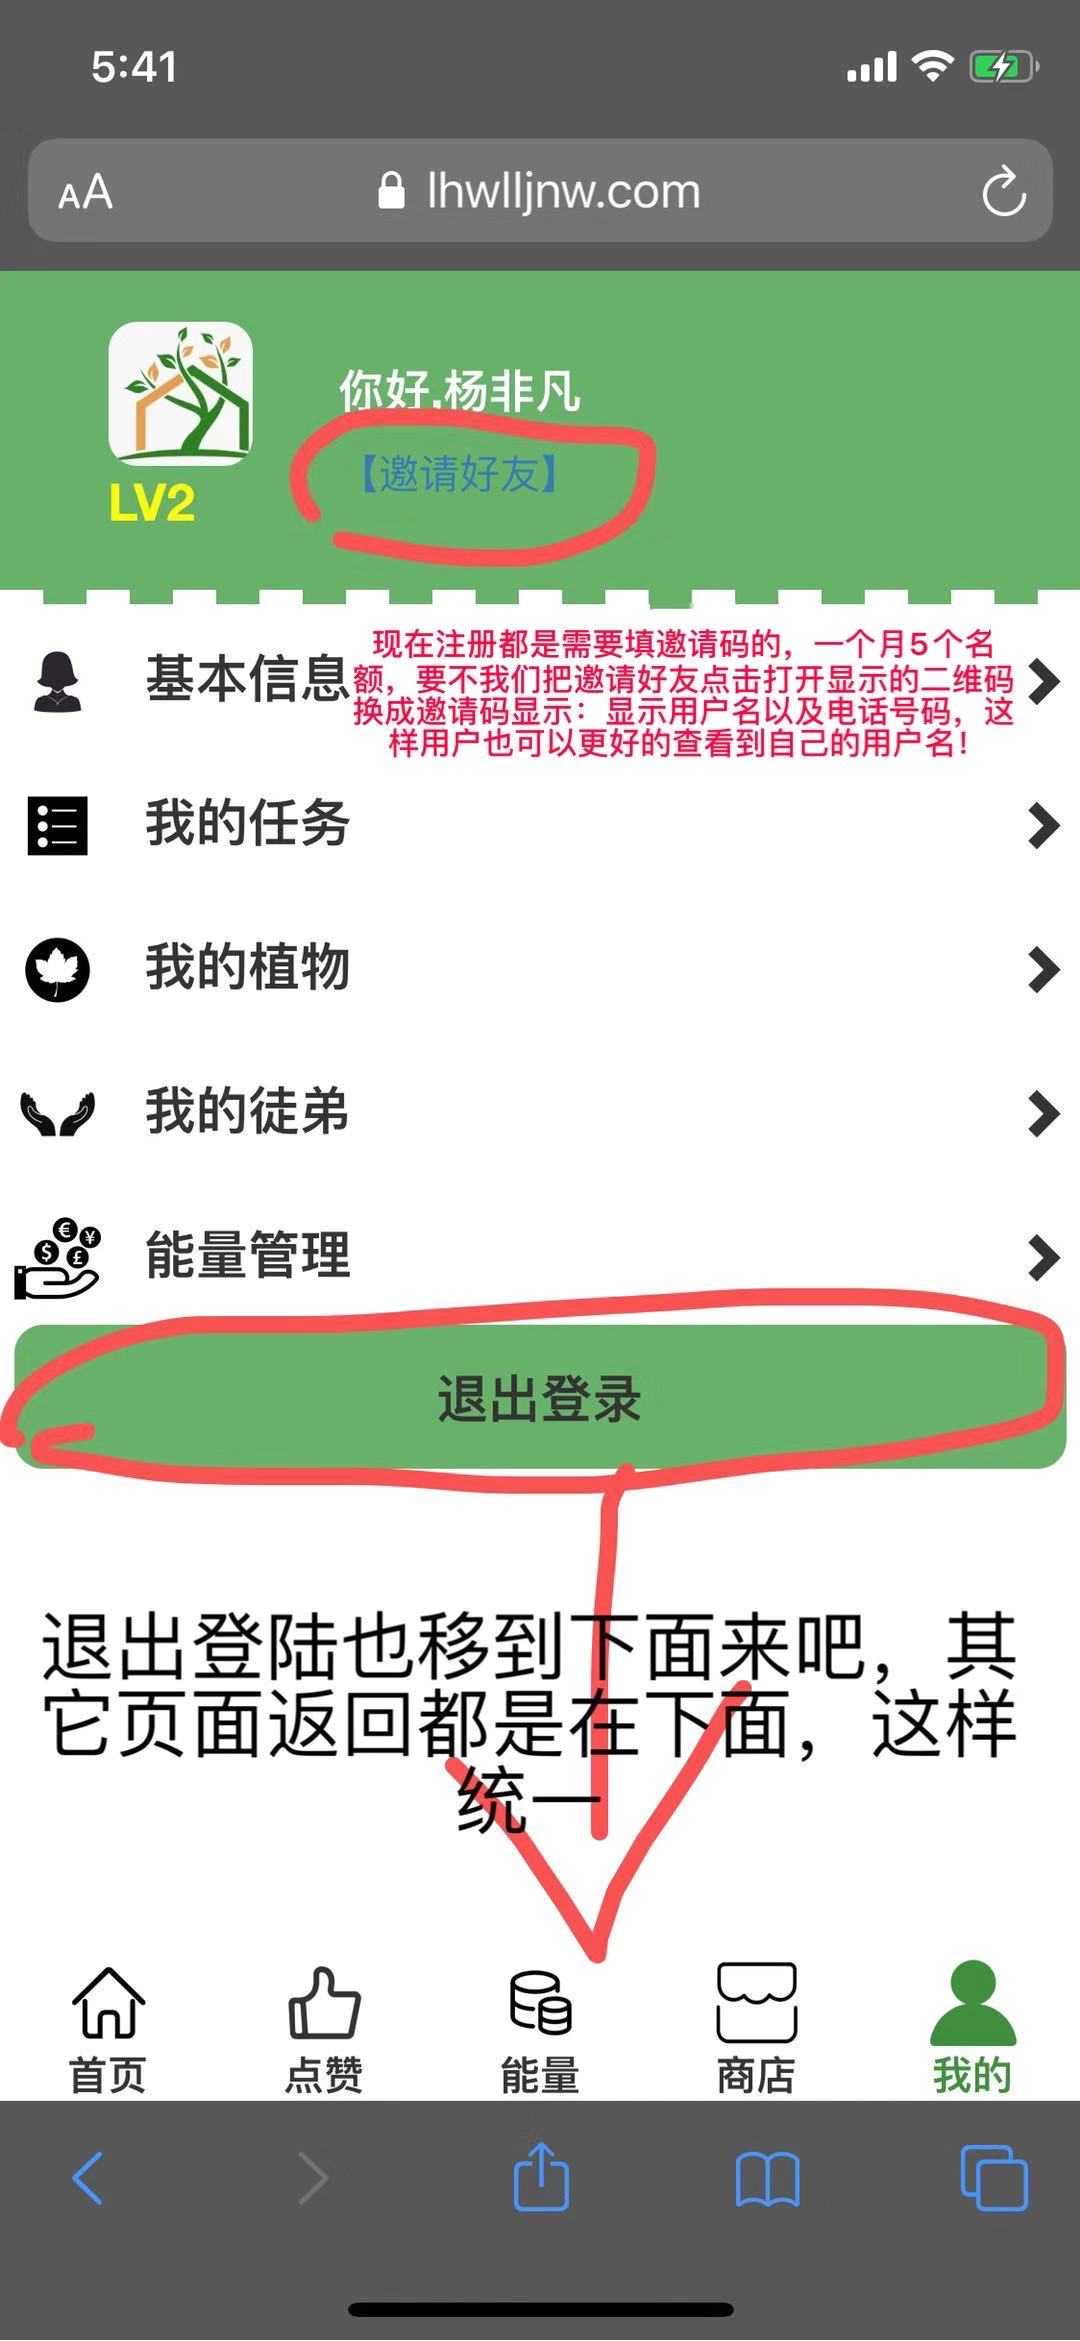 5:41
AA
lhwlljnw.com
你好,杨非凡
【邀请好友】
LV2
现在注册都是需要填邀请码的，一个月5个名
额，要不我们把邀请好友点击打开显示的二维码
换成邀请码显示：显示用户名以及电话号码，这
样用户也可以更好的查看到自己的用户名！
基本信息
我的任务
我的植物
我的徒弟
€ ¥
$ £
能量管理
退出登录
退出登陆也移到下面来吧，其
它页面返回都是在下面，这样
统一
首页 点赞 能量 商店 我的